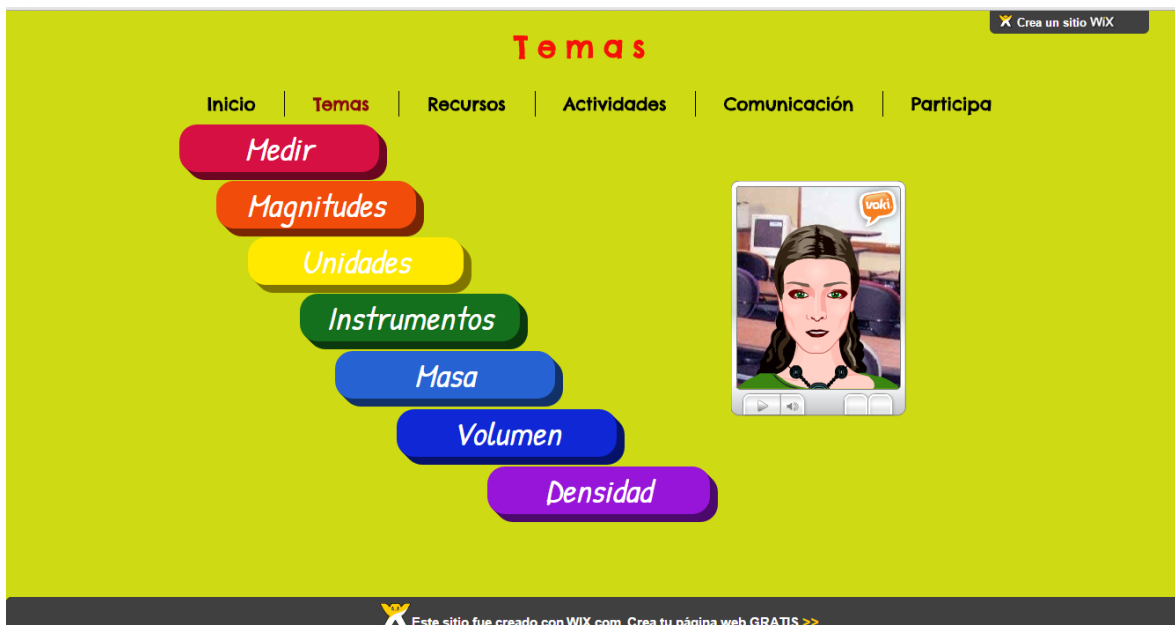 Crea un sitio WiX
Temas
Inicio Temas Recursos Actividades Comunicación Participa
Medir
Magnitudes
Unidades
Instrumentos
Masa
Volumen
Densidad
voki
Este sitio fue creado con WIX.com. Crea tu página web GRATIS >>